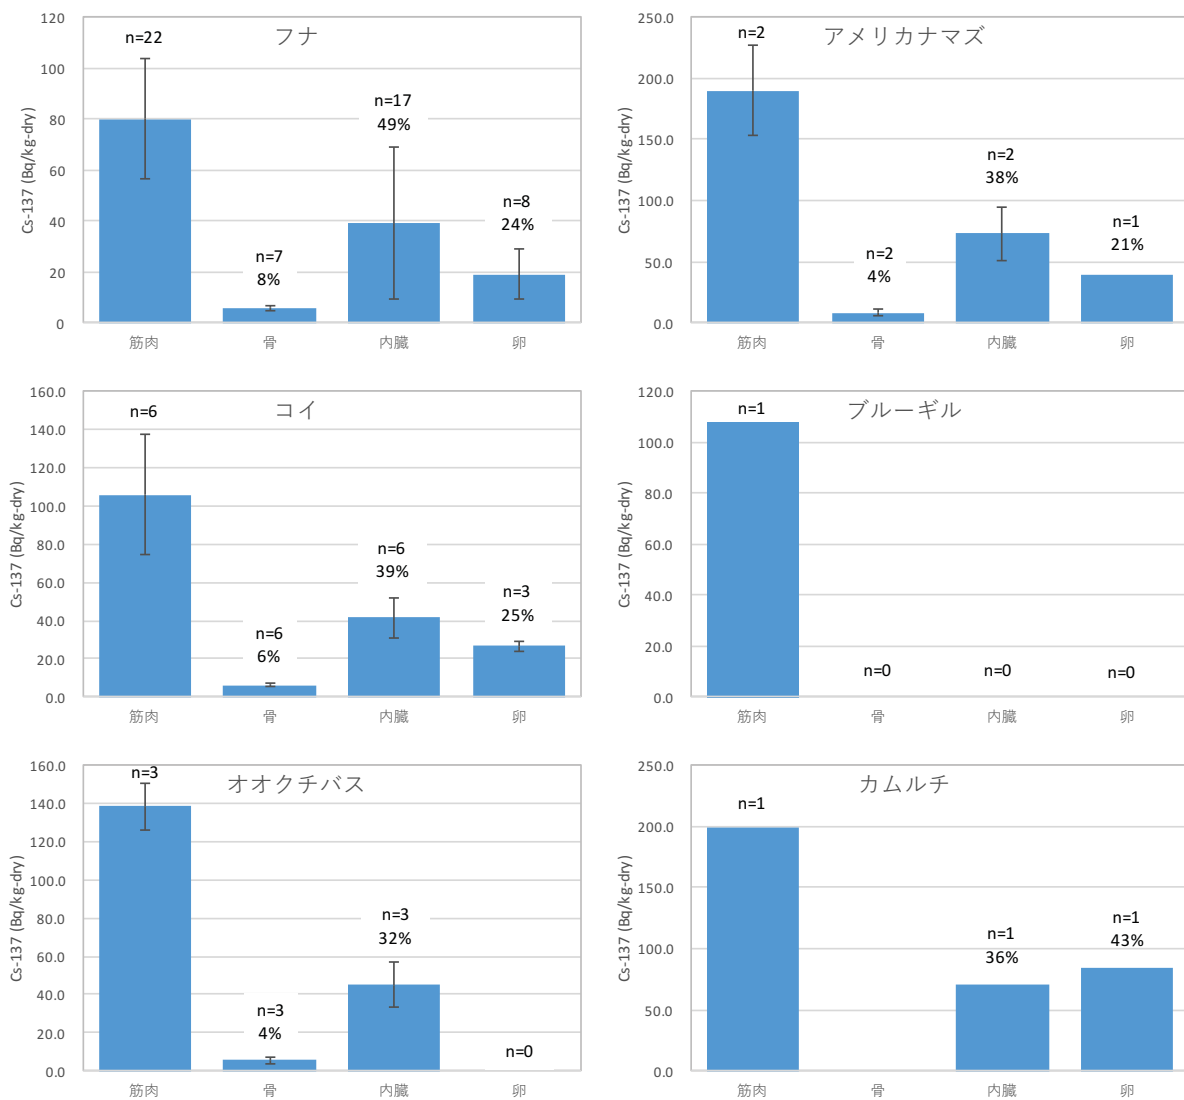 フナ
Cs-137 (Bq/kg-dry)
120
100
80
60
40
20
0
n=22
n=7
8%
n=17
49%
n=8
24%
筋肉
骨
内臓
卵
アメリカナマズ
Cs-137 (Bq/kg-dry)
250.0
200.0
150.0
100.0
50.0
0.0
n=2
n=2
4%
n=2
38%
n=1
21%
筋肉
骨
内臓
卵
コイ
Cs-137 (Bq/kg-dry)
160.0
140.0
120.0
100.0
80.0
60.0
40.0
20.0
0.0
n=6
n=6
6%
n=6
39%
n=3
25%
筋肉
骨
内臓
卵
ブルーギル
Cs-137 (Bq/kg-dry)
120.0
100.0
80.0
60.0
40.0
20.0
0.0
n=1
n=0
n=0
n=0
筋肉
骨
内臓
卵
オオクチバス
Cs-137 (Bq/kg-dry)
160.0
140.0
120.0
100.0
80.0
60.0
40.0
20.0
0.0
n=3
n=3
4%
n=3
32%
n=0
筋肉
骨
内臓
卵
カムルチ
Cs-137 (Bq/kg-dry)
250.0
200.0
150.0
100.0
50.0
0.0
n=1
n=1
36%
n=1
43%
筋肉
骨
内臓
卵